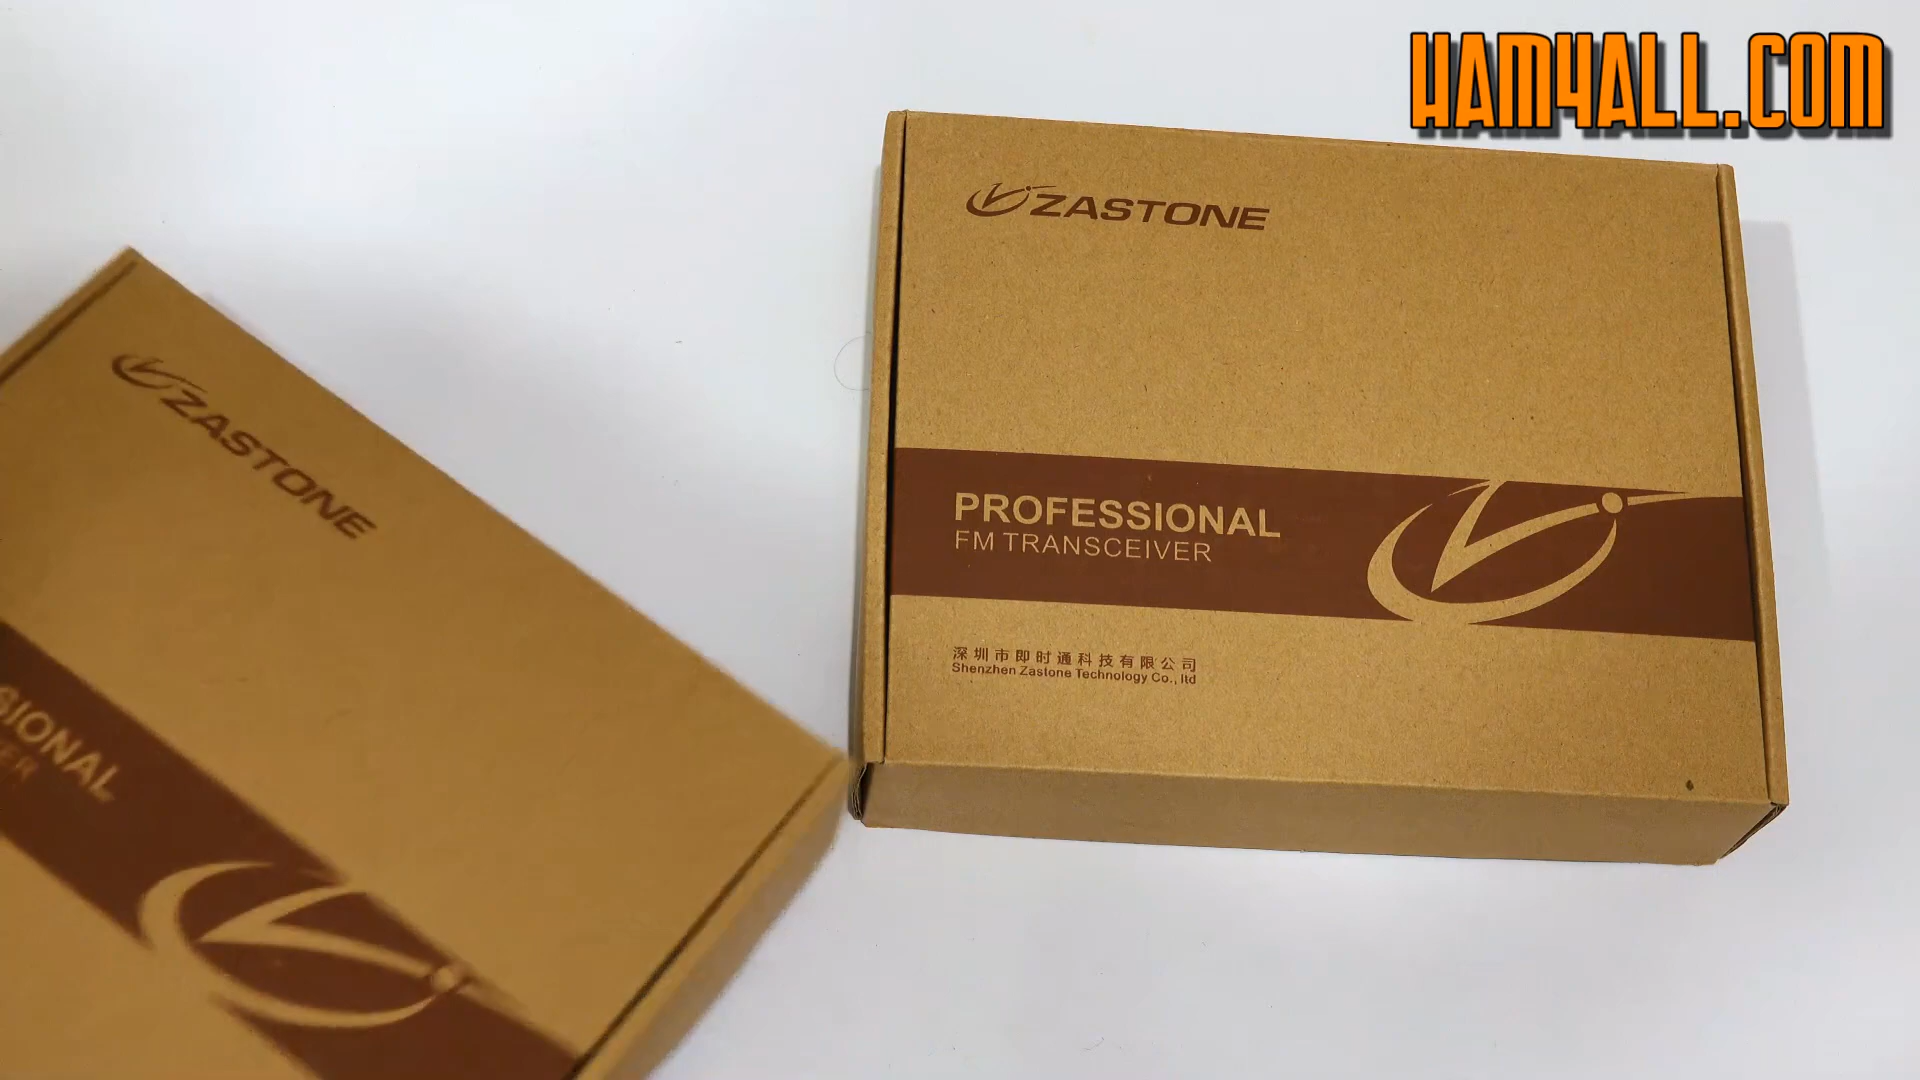 HAM4ALL.COM
ZASTONE
PROFESSIONAL
FM TRANSCEIVER
深圳市即时通科技有限公司
Shenzhen Zastone Technology Co., ltd
ZASTONE
SIONAL
VER